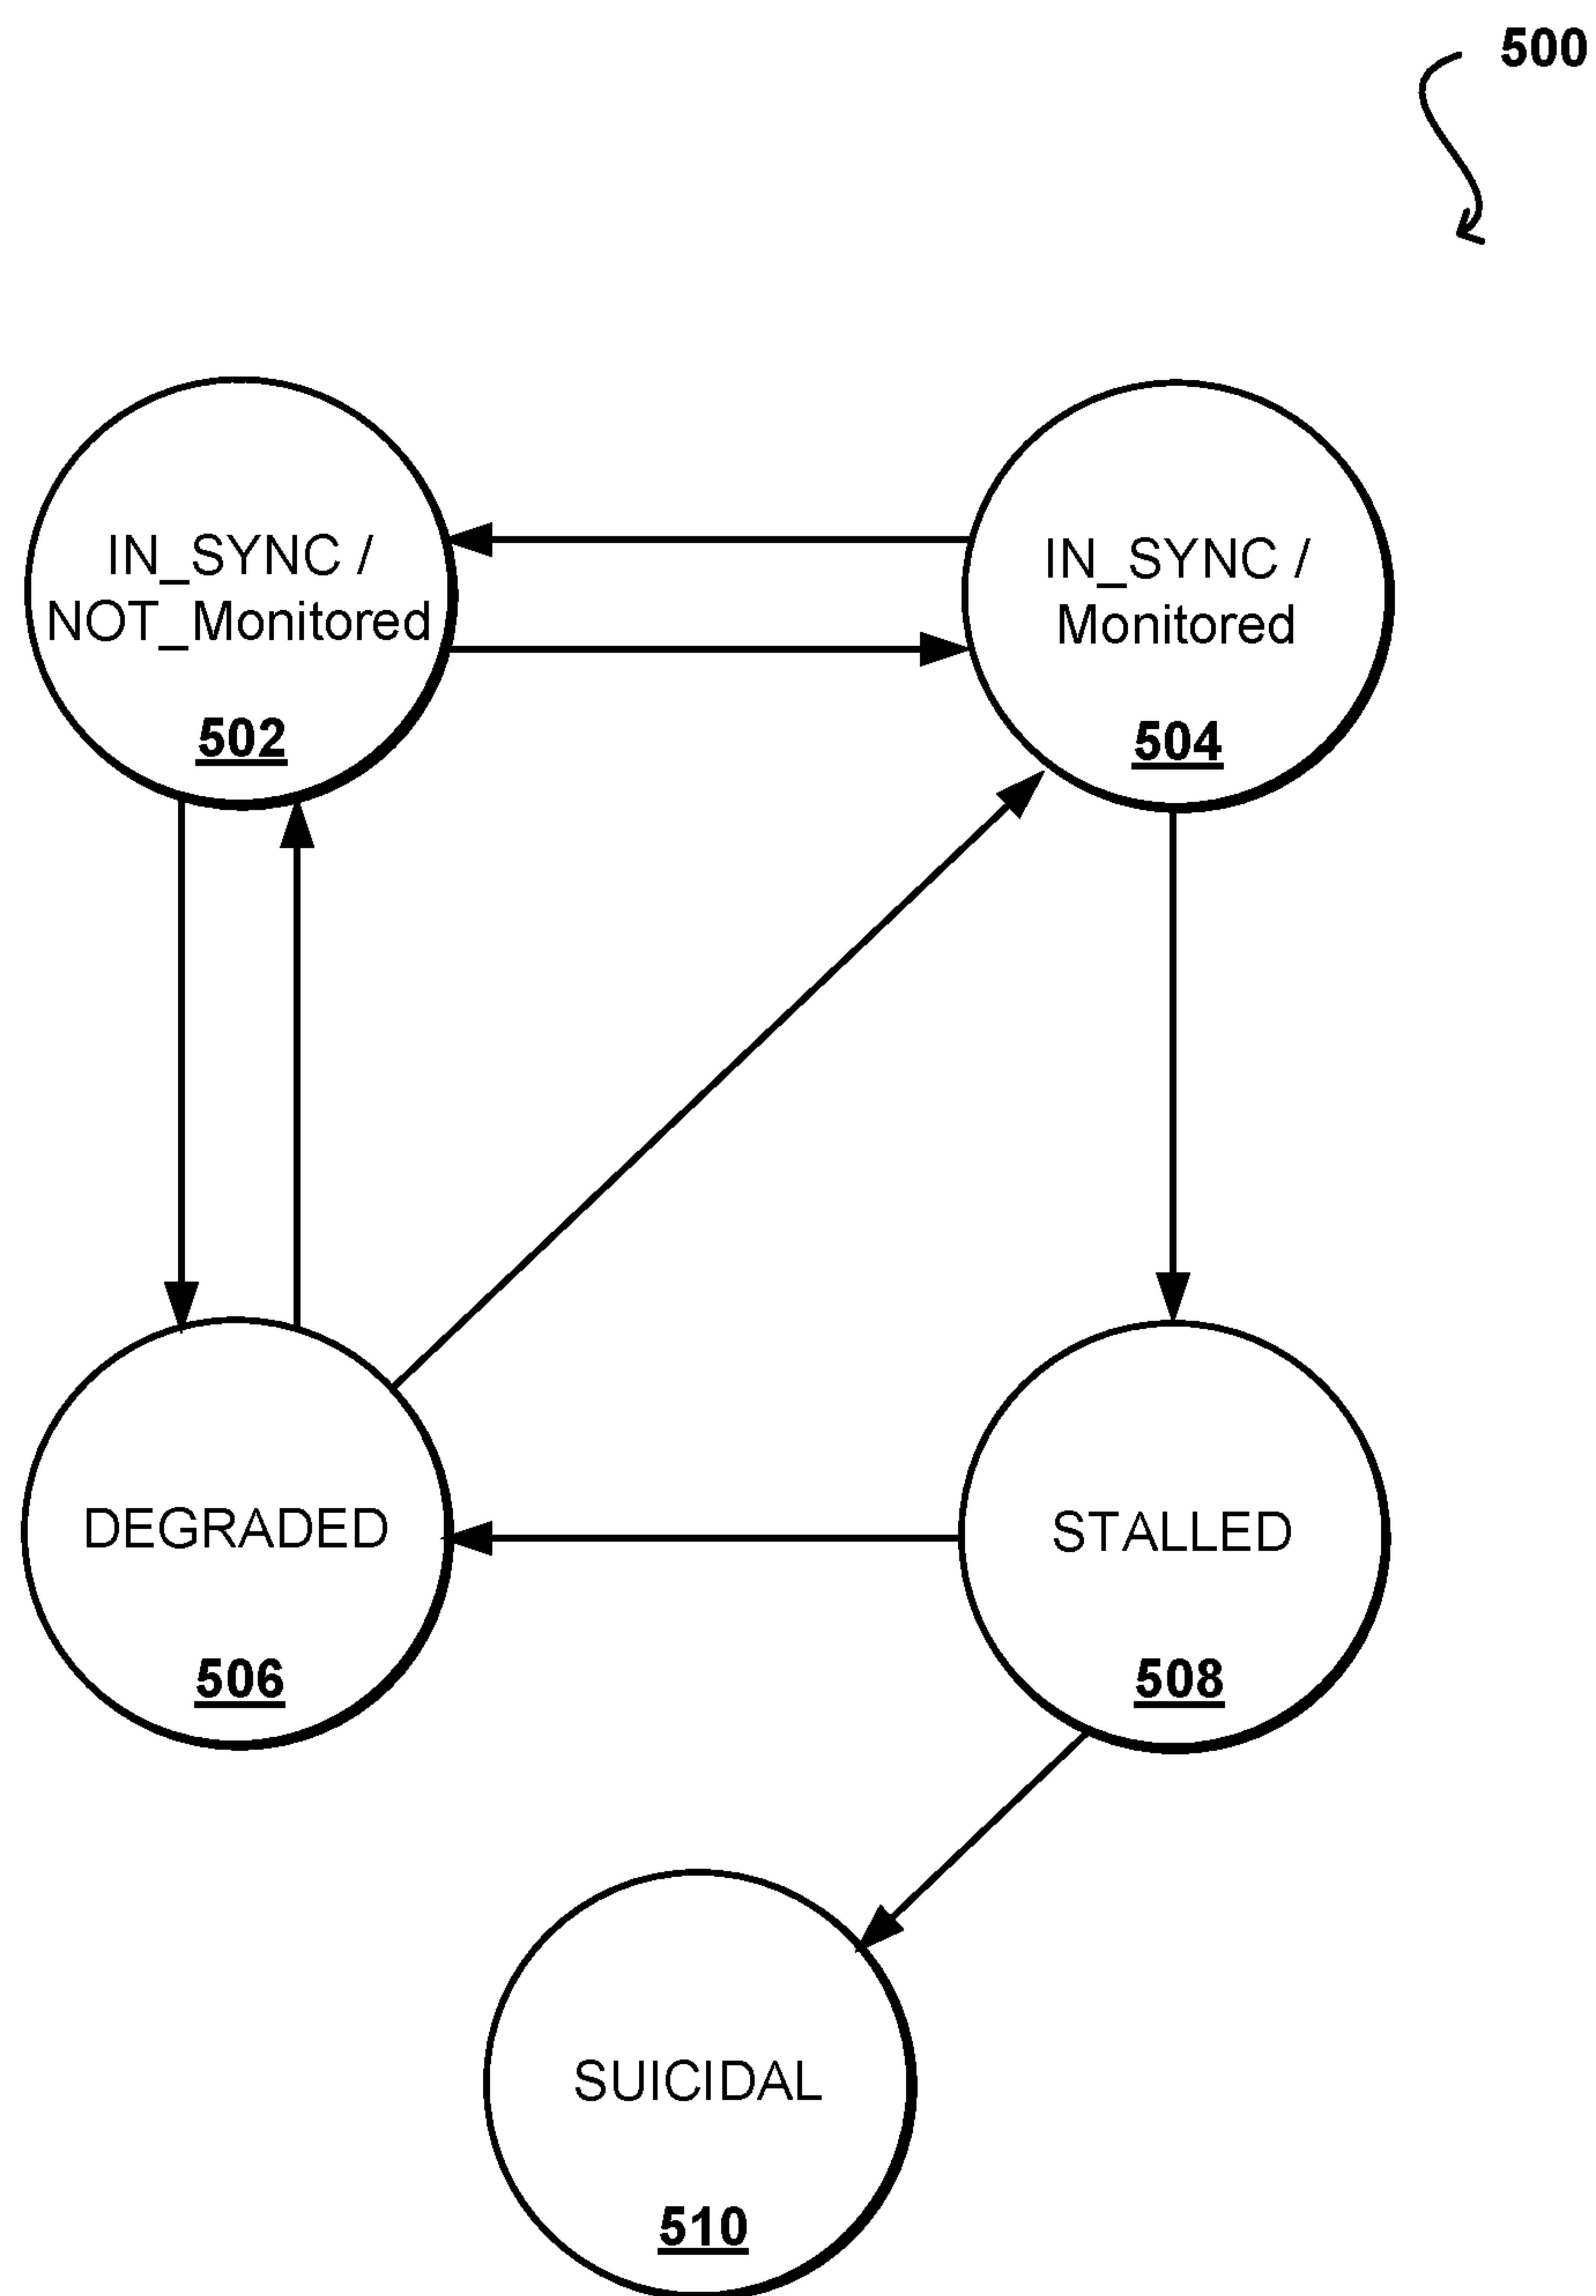 500
IN_SYNC /
NOT_Monitored
502
IN_SYNC /
Monitored
504
DEGRADED
506
STALLED
508
SUICIDAL
510